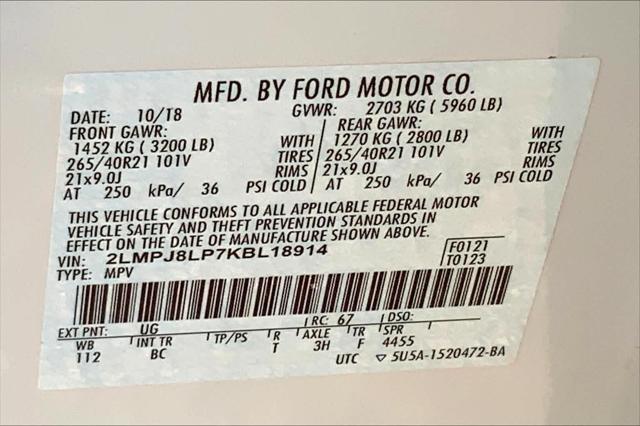 MFD. BY FORD MOTOR CO.
DATE: 10/18 GVWR: 2703 KG ( 5960 LB)
FRONT GAWR: REAR GAWR:
1452 KG ( 3200 LB) WITH 1270 KG ( 2800 LB) WITH
265/40R21 101V TIRES 265/40R21 101V TIRES
21x9.0J RIMS 21x9.0J RIMS
AT 250 kPa/ 36 PSI COLD AT 250 kPa/ 36 PSI COLD
THIS VEHICLE CONFORMS TO ALL APPLICABLE FEDERAL MOTOR
VEHICLE SAFETY AND THEFT PREVENTION STANDARDS IN
EFFECT ON THE DATE OF MANUFACTURE SHOWN ABOVE.
VIN: 2LMPJ8LP7KBL18914 F0121
TYPE: MPV T0123
EXT PNT: UG RC: 67 DSO:
WB INT TR TP/PS R AXLE TR SPR
112 BC T 3H F 4455
UTC ▽ 5U5A-1520472-BA